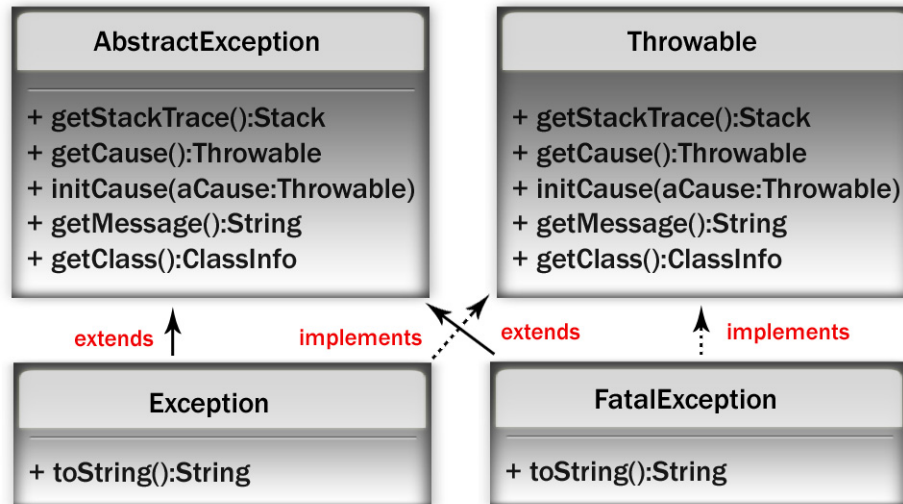 AbstractException
+ getStackTrace():Stack
+ getCause():Throwable
+ initCause(aCause:Throwable)
+ getMessage():String
+ getClass():ClassInfo
Throwable
+ getStackTrace():Stack
+ getCause():Throwable
+ initCause(aCause:Throwable)
+ getMessage():String
+ getClass():ClassInfo
extends
implements
extends
implements
Exception
+ toString():String
FatalException
+ toString():String